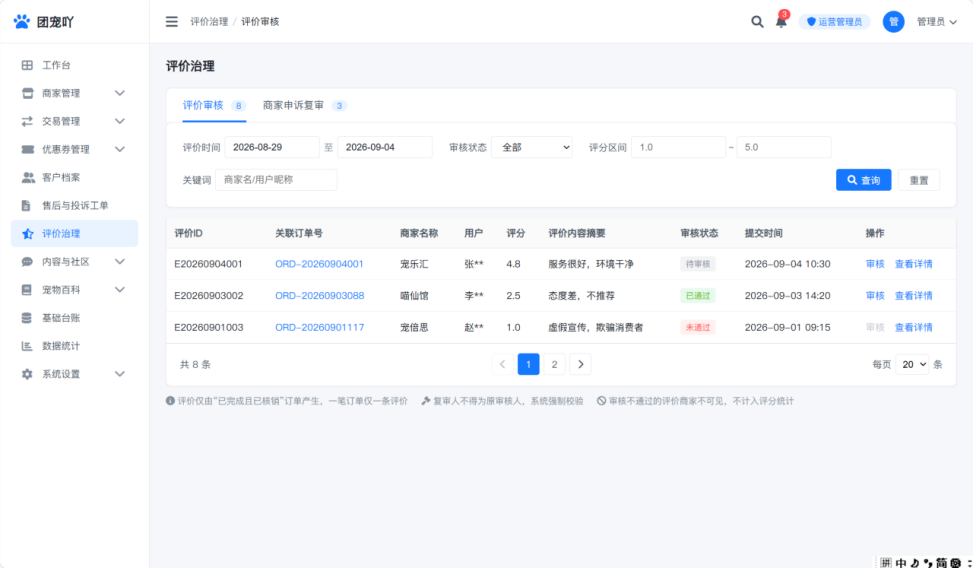 团宠吖
评价治理 / 评价审核
3
运营管理员
管
管理员
工作台
商家管理
交易管理
优惠券管理
客户档案
售后与投诉工单
评价治理
内容与社区
宠物百科
基础台账
数据统计
系统设置
评价治理
评价审核 8 商家申诉复审 3
评价时间 2026-08-29 至 2026-09-04 审核状态 全部 评分区间 1.0 ~ 5.0
关键词 商家名/用户昵称 查询 重置
评价ID 关联订单号 商家名称 用户 评分 评价内容摘要 审核状态 提交时间 操作
E20260904001 ORD-20260904001 宠乐汇 张** 4.8 服务很好，环境干净 待审核 2026-09-04 10:30 审核 查看详情
E20260903002 ORD-20260903088 喵仙馆 李** 2.5 态度差，不推荐 已通过 2026-09-03 14:20 审核 查看详情
E20260901003 ORD-20260901117 宠倍思 赵** 1.0 虚假宣传，欺骗消费者 未通过 2026-09-01 09:15 审核 查看详情
共 8 条 1 2 每页 20 条
评价仅由“已完成且已核销”订单产生，一笔订单仅一条评价 复审人不得为原审核人，系统强制校验 审核不通过的评价商家不可见，不计入评分统计
拼 中 简